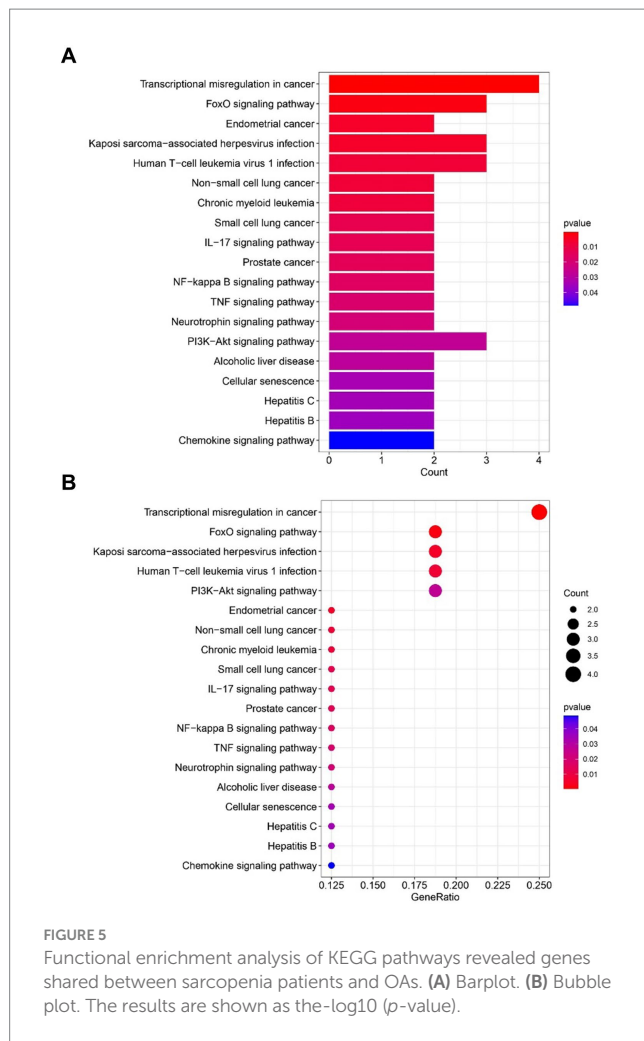 A
Transcriptional misregulation in cancer
FoxO signaling pathway
Endometrial cancer
Kaposi sarcoma−associated herpesvirus infection
Human T−cell leukemia virus 1 infection
Non−small cell lung cancer
Chronic myeloid leukemia
Small cell lung cancer
IL−17 signaling pathway
Prostate cancer
NF−kappa B signaling pathway
TNF signaling pathway
Neurotrophin signaling pathway
PI3K−Akt signaling pathway
Alcoholic liver disease
Cellular senescence
Hepatitis C
Hepatitis B
Chemokine signaling pathway
0 1 2 3 4
Count
pvalue
0.01
0.02
0.03
0.04
B
Transcriptional misregulation in cancer
FoxO signaling pathway
Kaposi sarcoma−associated herpesvirus infection
Human T−cell leukemia virus 1 infection
PI3K−Akt signaling pathway
Endometrial cancer
Non−small cell lung cancer
Chronic myeloid leukemia
Small cell lung cancer
IL−17 signaling pathway
Prostate cancer
NF−kappa B signaling pathway
TNF signaling pathway
Neurotrophin signaling pathway
Alcoholic liver disease
Cellular senescence
Hepatitis C
Hepatitis B
Chemokine signaling pathway
0.125 0.150 0.175 0.200 0.225 0.250
GeneRatio
Count
2.0
2.5
3.0
3.5
4.0
pvalue
0.04
0.03
0.02
0.01
FIGURE 5
Functional enrichment analysis of KEGG pathways revealed genes
shared between sarcopenia patients and OAs. (A) Barplot. (B) Bubble
plot. The results are shown as the-log10 (p-value).